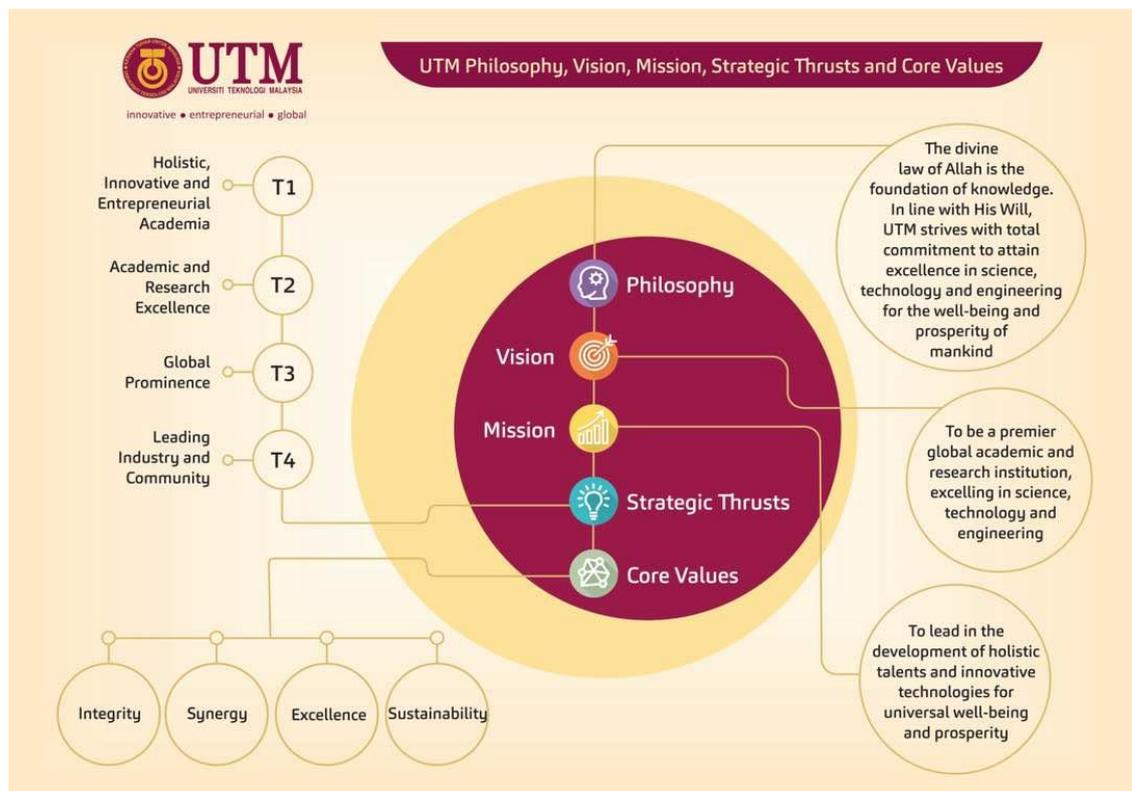 UTM
UNIVERSITI TEKNOLOGI MALAYSIA
innovative • entrepreneurial • global
UTM Philosophy, Vision, Mission, Strategic Thrusts and Core Values
Holistic,
Innovative and
Entrepreneurial
Academia
T1
Academic and
Research
Excellence
T2
Global
Prominence
T3
Leading
Industry and
Community
T4
Philosophy
Vision
Mission
Strategic Thrusts
Core Values
The divine
law of Allah is the
foundation of knowledge.
In line with His Will,
UTM strives with total
commitment to attain
excellence in science,
technology and engineering
for the well-being and
prosperity of
mankind
To be a premier
global academic and
research institution,
excelling in science,
technology and
engineering
To lead in the
development of holistic
talents and innovative
technologies for
universal well-being
and prosperity
Integrity
Synergy
Excellence
Sustainability